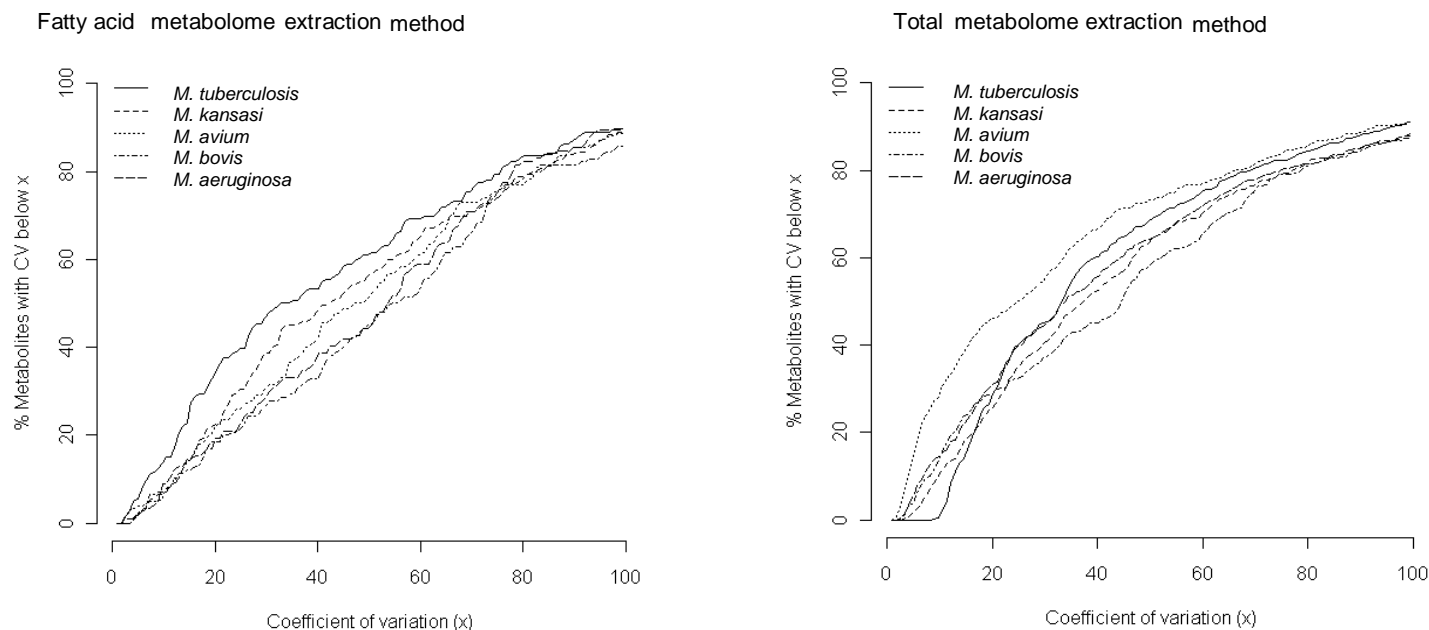 Fatty acid metabolome extraction method
% Metabolites with CV below x
100
80
60
40
20
0
M. tuberculosis
M. kansasi
M. avium
M. bovis
M. aeruginosa
0 20 40 60 80 100
Coefficient of variation (x)
Total metabolome extraction method
% Metabolites with CV below x
100
80
60
40
20
0
M. tuberculosis
M. kansasi
M. avium
M. bovis
M. aeruginosa
0 20 40 60 80 100
Coefficient of variation (x)